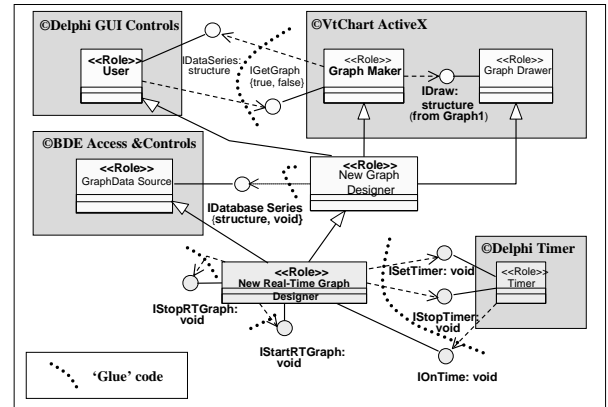 ©Delphi GUI Controls
<<Role>>
User
IDataSeries:
structure
IGetGraph
{true, false}
©VtChart ActiveX
<<Role>>
Graph Maker
<<Role>>
Graph Drawer
IDraw:
structure
(from Graph1)
©BDE Access &Controls
<<Role>>
GraphData Source
IDatabase Series
{structure, void}
<<Role>>
New Graph
Designer
<<Role>>
New Real-Time Graph
Designer
IStopRTGraph:
void
IStartRTGraph:
void
©Delphi Timer
ISetTimer: void
<<Role>>
Timer
IStopTimer:
void
IOnTime: void
‘Glue’ code